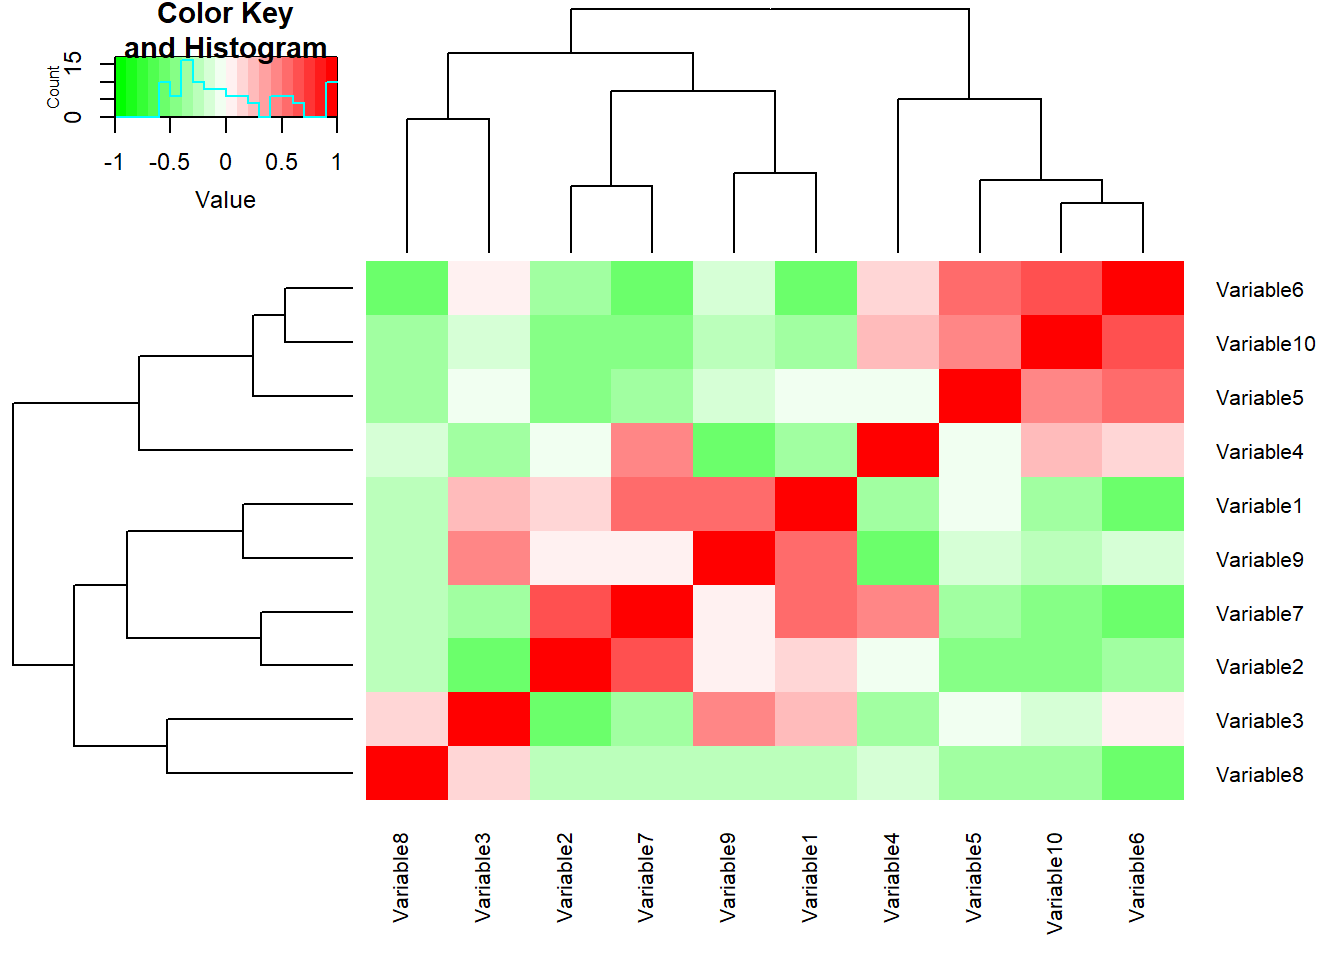 Color Key
and Histogram
Count
0
15
-1
-0.5
0
0.5
1
Value
Variable6
Variable10
Variable5
Variable4
Variable1
Variable9
Variable7
Variable2
Variable3
Variable8
Variable8
Variable3
Variable2
Variable7
Variable9
Variable1
Variable4
Variable5
Variable10
Variable6